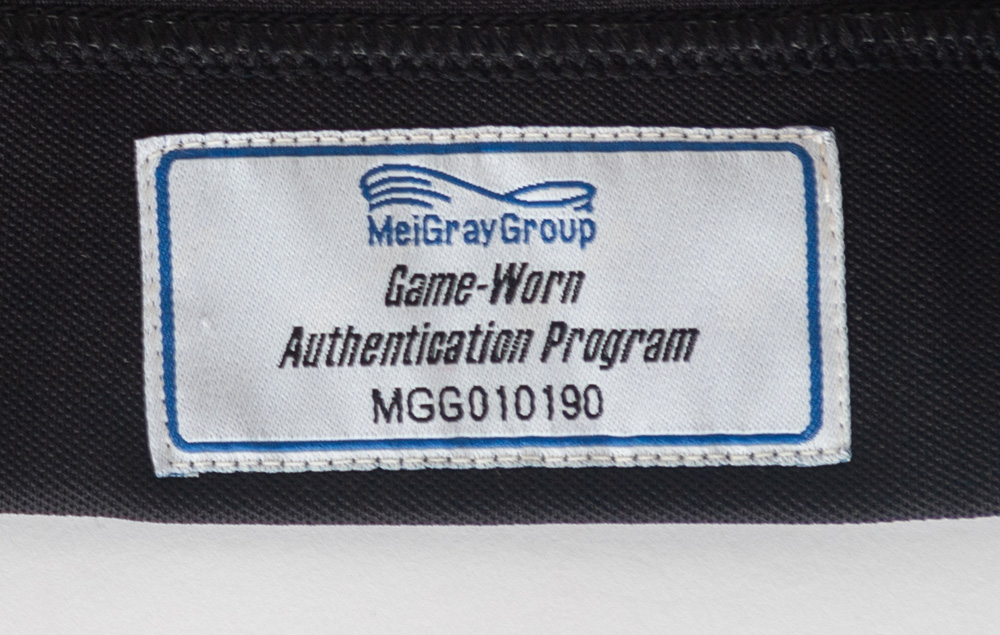 MeiGrayGroup
Game-Worn
Authentication Program
MGG010190